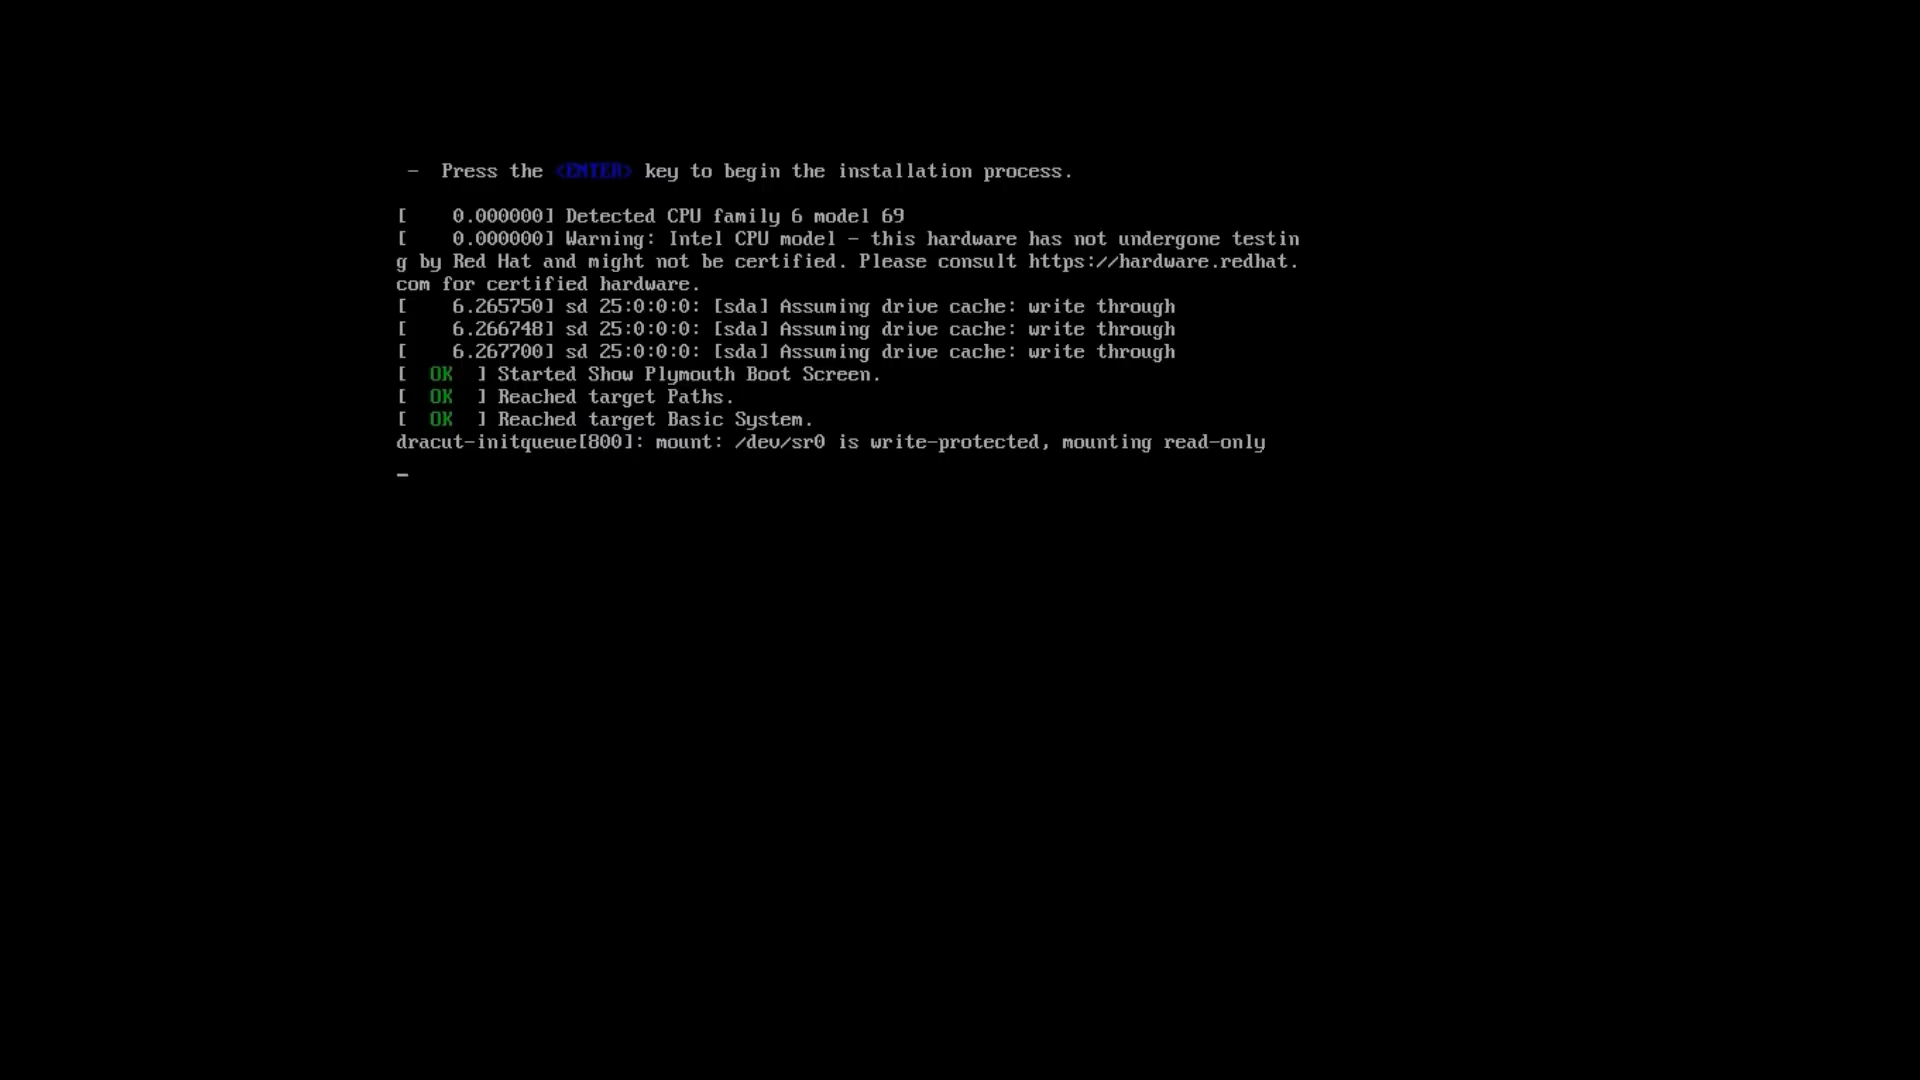 - Press the <ENTER> key to begin the installation process.
[    0.000000] Detected CPU family 6 model 69
[    0.000000] Warning: Intel CPU model - this hardware has not undergone testin
g by Red Hat and might not be certified. Please consult https://hardware.redhat.
com for certified hardware.
[    6.265750] sd 25:0:0:0: [sda] Assuming drive cache: write through
[    6.266748] sd 25:0:0:0: [sda] Assuming drive cache: write through
[    6.267700] sd 25:0:0:0: [sda] Assuming drive cache: write through
[  OK  ] Started Show Plymouth Boot Screen.
[  OK  ] Reached target Paths.
[  OK  ] Reached target Basic System.
dracut-initqueue[800]: mount: /dev/sr0 is write-protected, mounting read-only
_